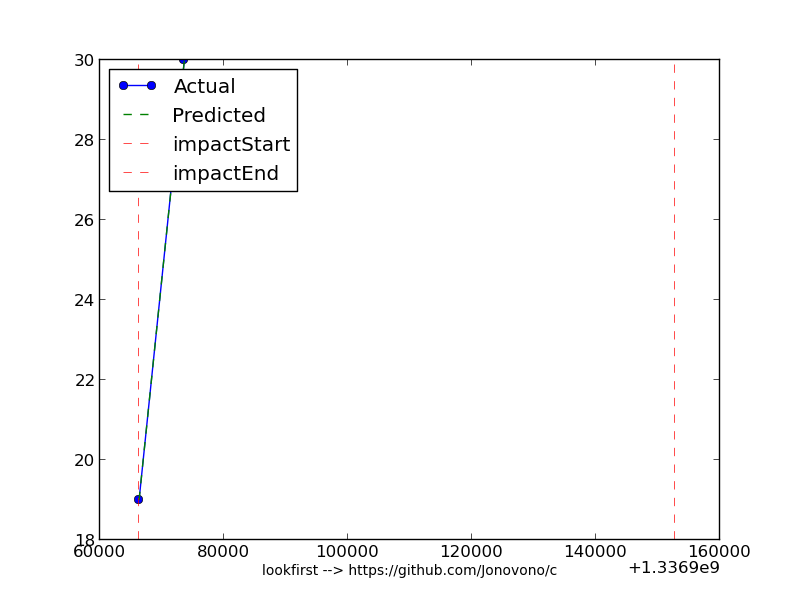 30
28
26
24
22
20
18
Actual
Predicted
impactStart
impactEnd
60000 80000 100000 120000 140000 160000
+1.3369e9
lookfirst --> https://github.com/Jonovono/c